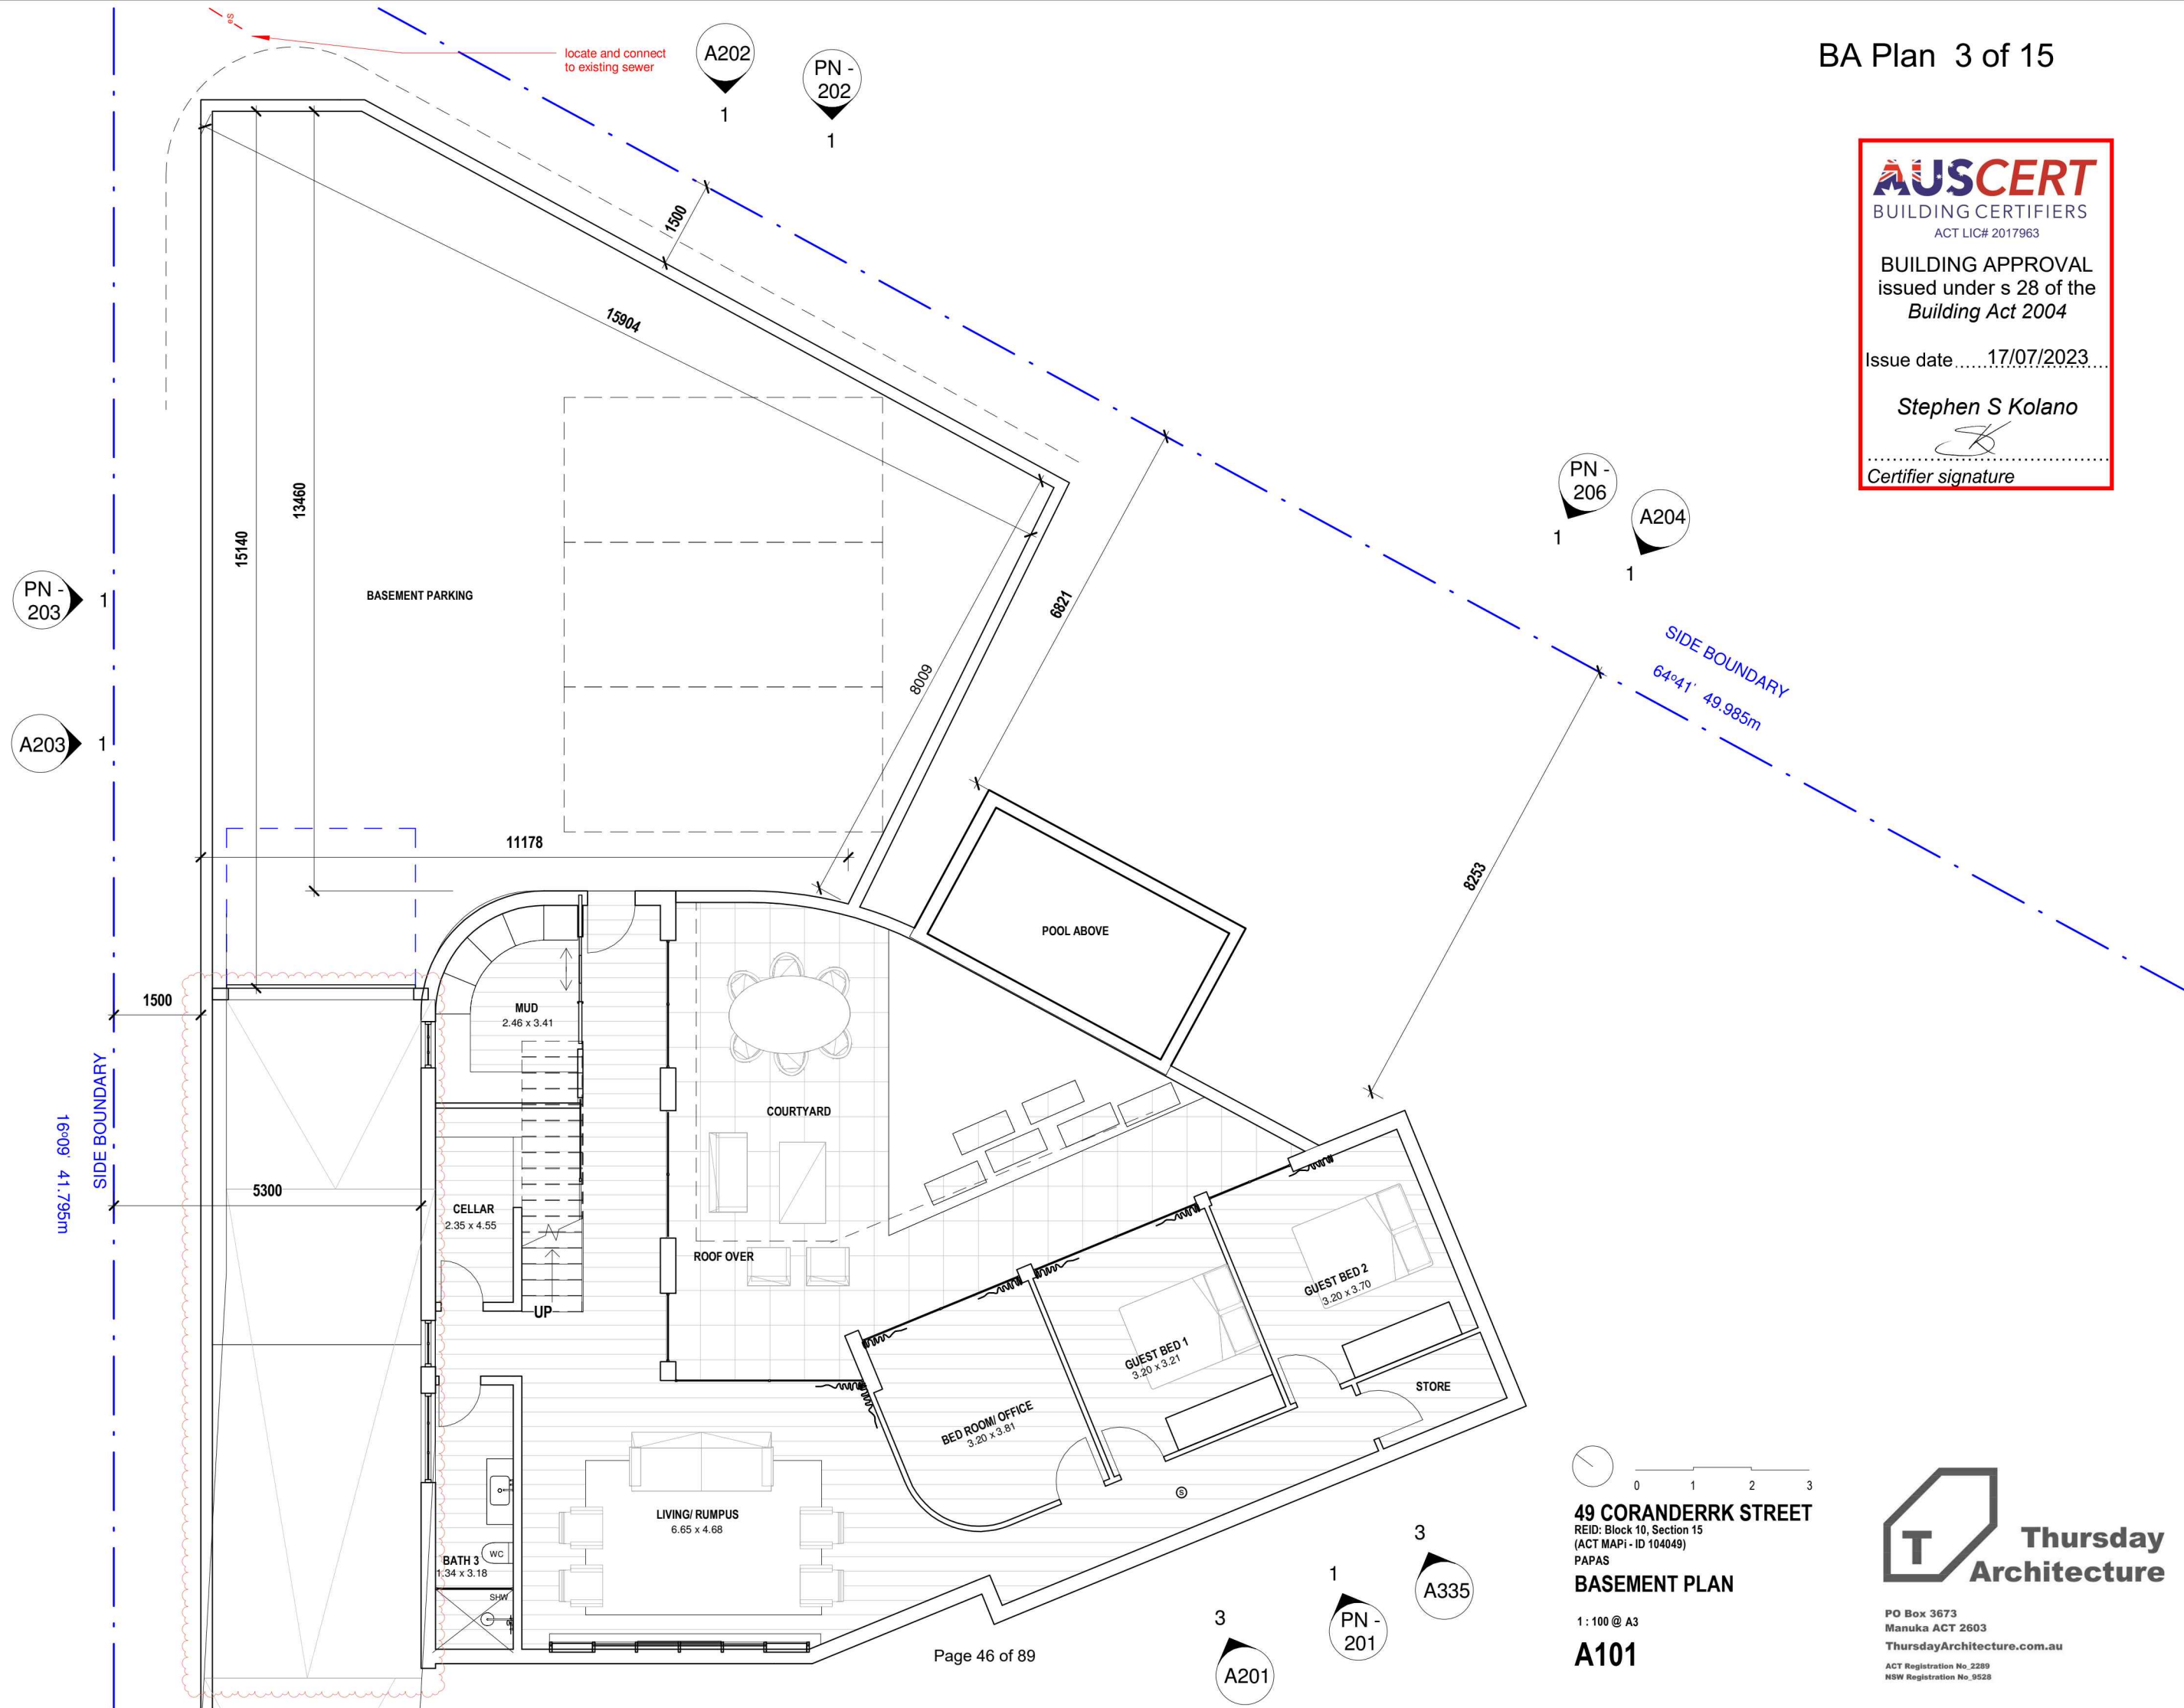 BA Plan 3 of 15
eS
locate and connect
to existing sewer
A202
1
PN -
202
1
AUSCERT
BUILDING CERTIFIERS
ACT LIC# 2017963
BUILDING APPROVAL
issued under s 28 of the
Building Act 2004
Issue date 17/07/2023
Stephen S Kolano
Certifier signature
1500
15904
13460
15140
BASEMENT PARKING
6821
8009
11178
PN -
203
1
A203
1
PN -
206
1
A204
1
SIDE BOUNDARY
64º41' 49.985m
8253
POOL ABOVE
1500
SIDE BOUNDARY
16º09' 41.795m
5300
MUD
2.46 x 3.41
COURTYARD
CELLAR
2.35 x 4.55
ROOF OVER
UP
GUEST BED 2
3.20 x 3.70
GUEST BED 1
3.20 x 3.21
BED ROOM/ OFFICE
3.20 x 3.81
STORE
S
LIVING/ RUMPUS
6.65 x 4.68
BATH 3
1.34 x 3.18
WC
SHW
Page 46 of 89
3
A201
1
PN -
201
3
A335
0 1 2 3
49 CORANDERRK STREET
REID: Block 10, Section 15
(ACT MAPi - ID 104049)
PAPAS
BASEMENT PLAN
1 : 100 @ A3
A101
T
Thursday
Architecture
PO Box 3673
Manuka ACT 2603
ThursdayArchitecture.com.au
ACT Registration No_2289
NSW Registration No_9528